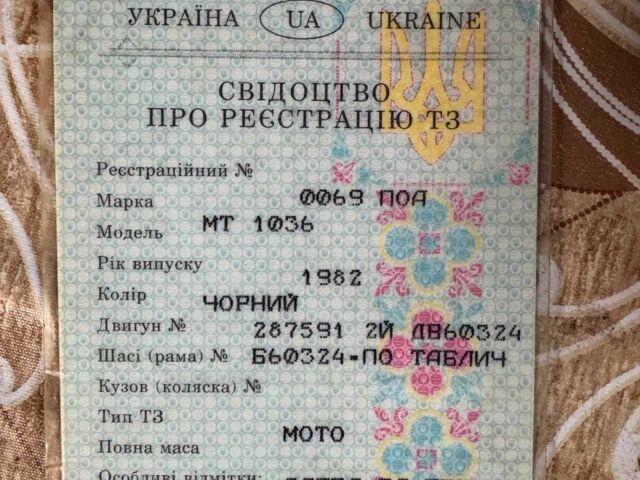 УКРАЇНА UA UKRAINE
СВІДОЦТВО
ПРО РЕЄСТРАЦІЮ ТЗ
Реєстраційний №
Марка 0069 ПОА
Модель МТ 1036
Рік випуску 1982
Колір ЧОРНИЙ
Двигун № 287591 2Й ДВ60324
Шасі (рама) № Б60324-ПО ТАБЛИЧ
Кузов (коляска) №
Тип ТЗ МОТО
Повна маса
Особливі відмітки: